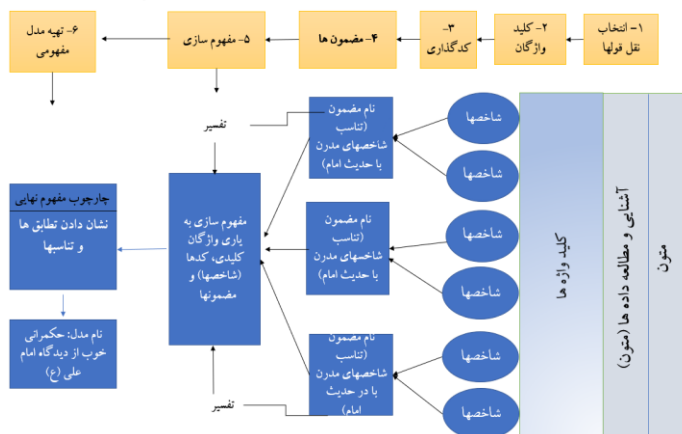 ۱- انتخاب
نقل قولها
۲- کلید
واژگان
۳-
کدگذاری
۴- مضمون ها
۵- مفهوم سازی
۶- تهیه مدل
مفهومی
متون
آشنایی و مطالعه داده ها (متون)
کلید واژه ها
شاخصها
شاخصها
شاخصها
شاخصها
شاخصها
شاخصها
نام مضمون
(تناسب
شاخصهای مدرن
با حدیث امام)
نام مضمون
(تناسب
شاخسهای مدرن
با حدیث امام)
نام مضمون
(تناسب
شاخصهای مدرن
با در حدیث
امام)
تفسیر
مفهوم سازی به
یاری واژگان
کلیدی، کدها
(شاخصها) و
مضمونها
تفسیر
چارچوب مفهوم نهایی
نشان دادن تطابق ها
و تناسبها
نام مدل: حکمرانی
خوب از دیدگاه امام
علی (ع)